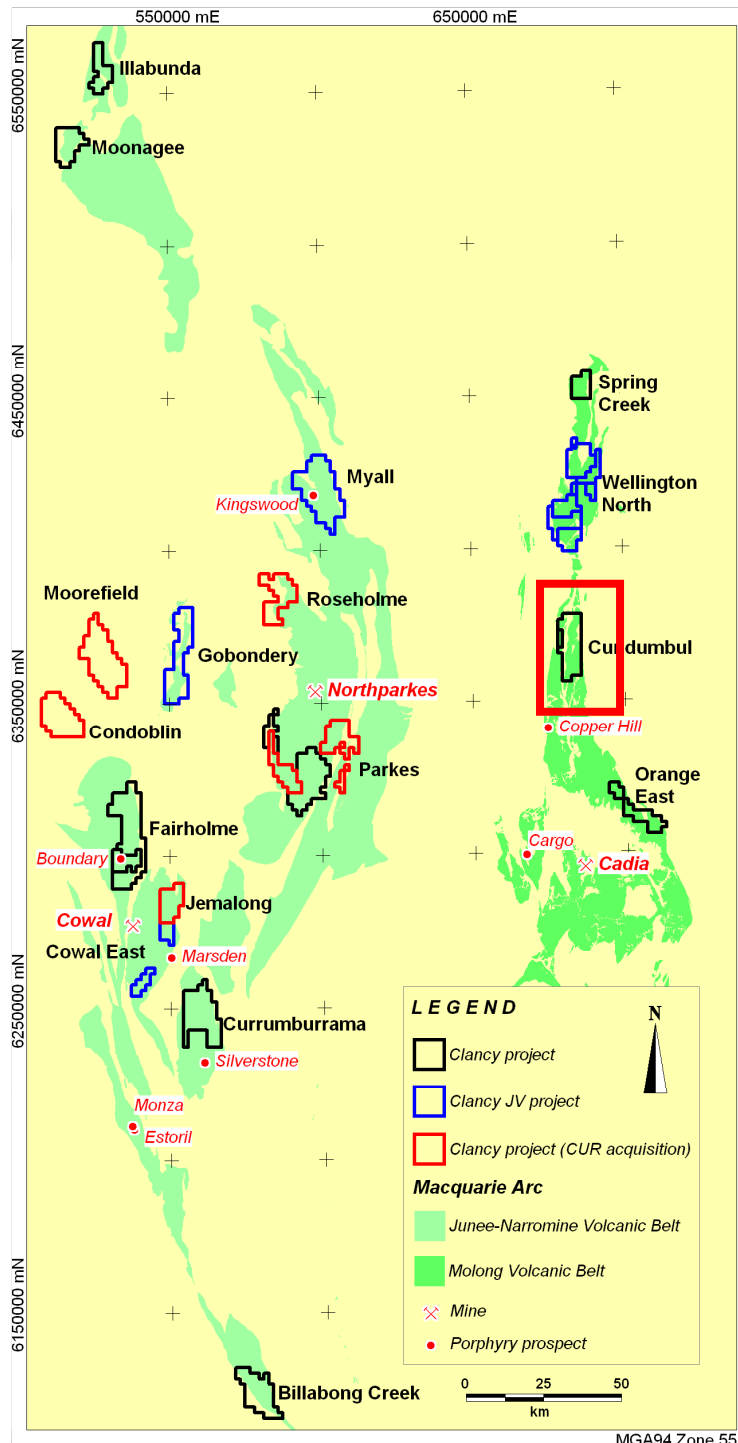 550000 mE
650000 mE
6550000 mN
Illabunda
Moonagee
6450000 mN
Spring
Creek
Myall
Kingswood
Wellington
North
Moorefield
Roseholme
Gobondery
Cundumbul
6350000 mN
Northparkes
Condoblin
Copper Hill
Parkes
Orange
East
Fairholme
Boundary
Cargo
Cadia
Jemalong
Cowal
Cowal East
Marsden
6250000 mN
Currumburrama
Silverstone
Monza
Estoril
6150000 mN
Billabong Creek
LEGEND
N
Clancy project
Clancy JV project
Clancy project (CUR acquisition)
Macquarie Arc
Junee-Narromine Volcanic Belt
Molong Volcanic Belt
Mine
Porphyry prospect
0 25 50
km
MGA94 Zone 55